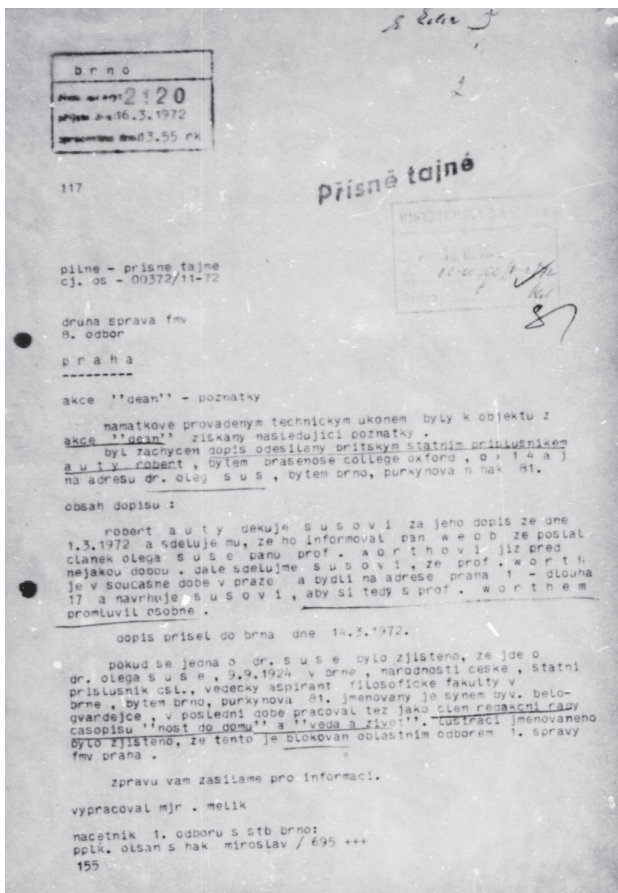 b r n o
2120
16.3.1972
13.55 rk
Přísně tajné
117
pilne - prisne tajne
cj. os - 00372/11-72
druha sprava fmv
8. odbor
p r a h a
---------
akce ''dean'' - poznatky
namatkove provadenym technickym ukonem byly k objektu z
akce ''dean'' ziskany nasledujici poznatky .
byl zachycen dopis odesilany britskym statnim prislusnikem
a u t y robert , bytem brasenose college oxford , o x 1 4 a j
na adresu dr. oleg s u s , bytem brno, purkynova n hak 81.
obsah dopisu :
robert a u t y dekuje s u s o v i za jeho dopis ze dne
1.3.1972 a sdeluje mu, ze ho informoval pan w e b b ze poslal
clanek olega s u s e panu prof . w o r t h o v i jiz pred
nejakou dobou . dale sdelujme s u s o v i , ze prof . w o r t h
je v soucasne dobe v praze a bydli na adrese praha 1 - dlouha
17 a navrhuje s u s o v i , aby si tedy s prof . w o r t h e m
promluvil osobne .
dopis prisel do brna dne 14.3.1972.
pokud se jedna o dr. s u s e bylo zjisteno, ze jde o
dr. olega s u s e , 9.9.1924 v brne , narodnosti ceske , statni
prislusnik csl., vedecky aspirant filosoficke fakulty v
brne , bytem brno, purkynova 81. jmenovany je synem byv. belo-
gvardejce , v posledni dobe pracoval tez jako clen redakcni rady
casopisu ''host do domu'' a ''veda a zivot''. lustraci jmenovaneho
bylo zjisteno, ze tento je blokovan oblastnim odborem 1. spravy
fmv praha .
zpravu vam zasilame pro informaci.
vypracoval mjr . melik
nacetnik 1. odboru s stb brno:
pplk. olsan s hak miroslav / 695 +++
155